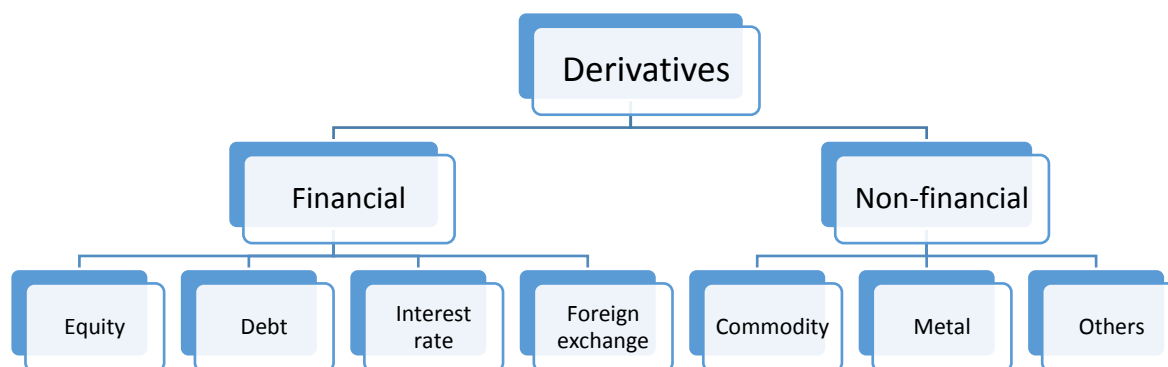 Derivatives
Financial
Non-financial
Equity
Debt
Interest
rate
Foreign
exchange
Commodity
Metal
Others